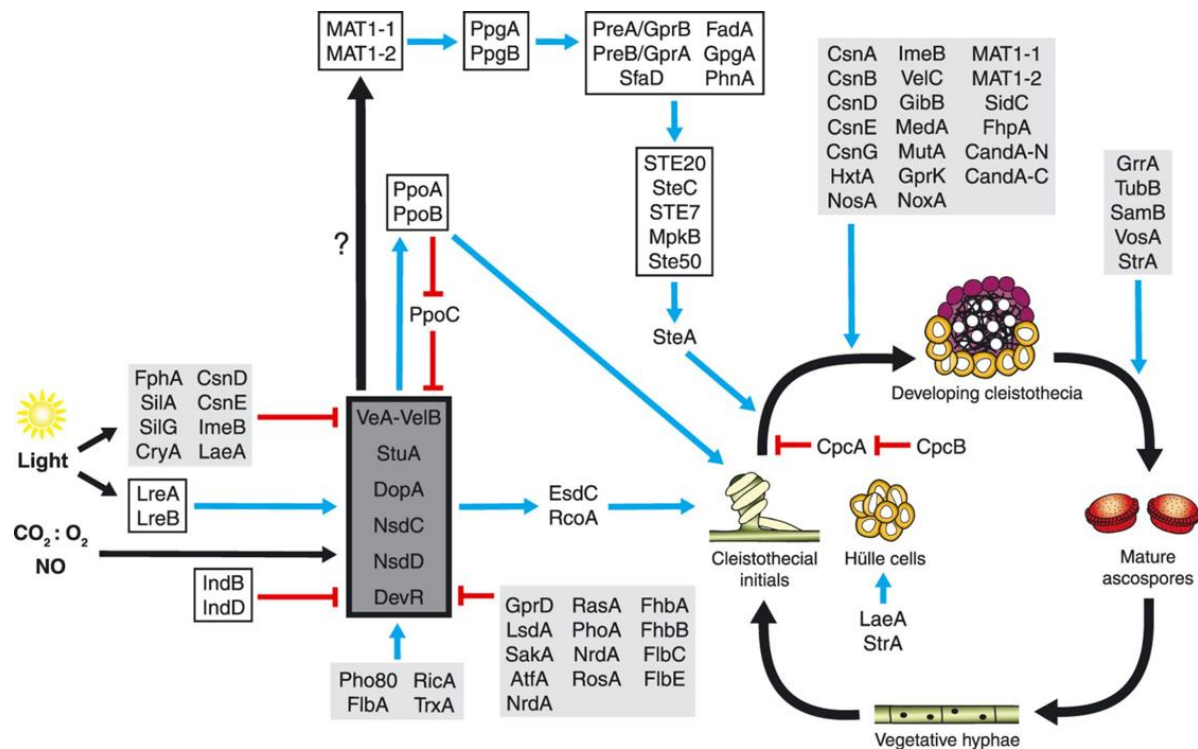 MAT1-1
MAT1-2
PpgA
PpgB
PreA/GprB FadA
PreB/GprA GpgA
SfaD PhnA
CsnA ImeB MAT1-1
CsnB VelC MAT1-2
CsnD GibB SidC
CsnE MedA FhpA
CsnG MutA CandA-N
HxtA GprK CandA-C
NosA NoxA
GrrA
TubB
SamB
VosA
StrA
STE20
SteC
STE7
MpkB
Ste50
PpoA
PpoB
?
PpoC
SteA
Developing cleistothecia
FphA CsnD
SilA CsnE
SilG ImeB
CryA LaeA
Light
LreA
LreB
CO2 : O2
NO
IndB
IndD
VeA-VelB
StuA
DopA
NsdC
NsdD
DevR
EsdC
RcoA
CpcA
CpcB
Cleistothecial
initials
Hülle cells
Mature
ascospores
LaeA
StrA
GprD RasA FhbA
LsdA PhoA FhbB
SakA NrdA FlbC
AtfA RosA FlbE
NrdA
Pho80 RicA
FlbA TrxA
Vegetative hyphae